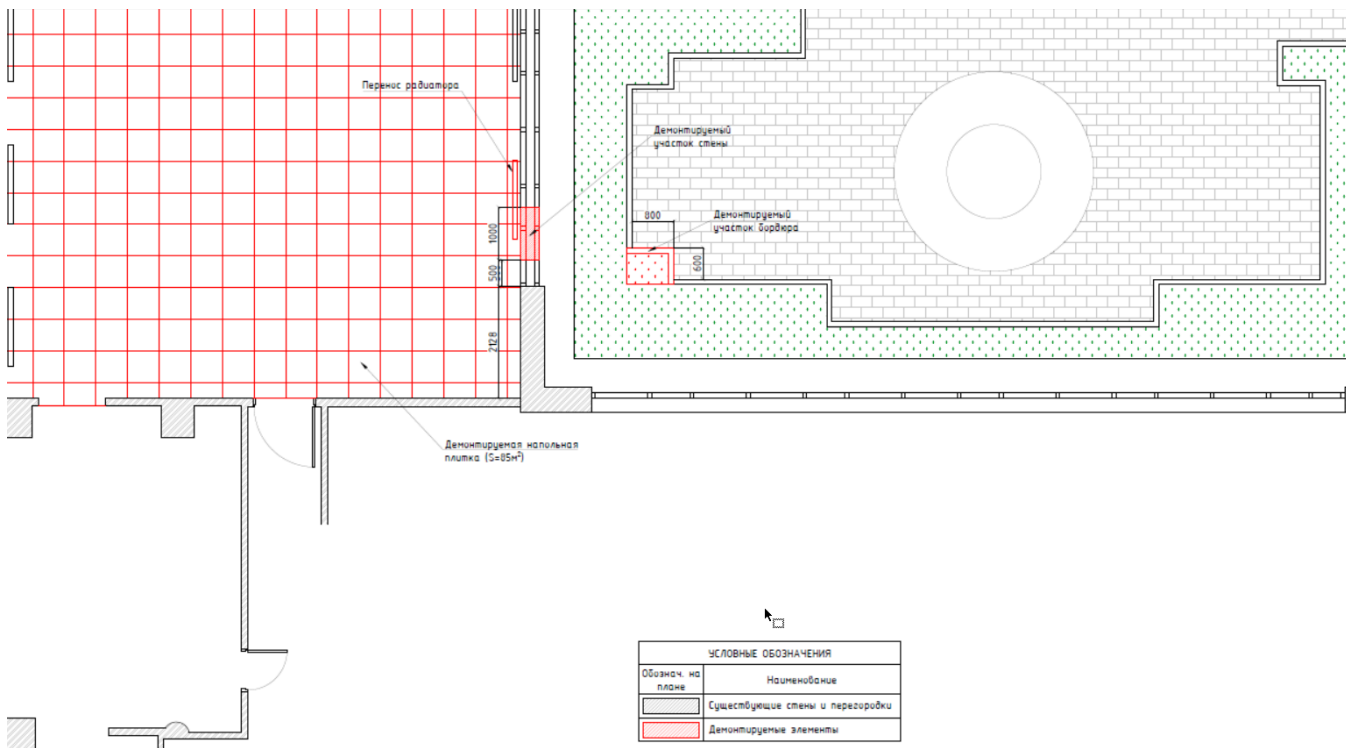 Перенос радиатора
Демонтируемый
участок стены
800
Демонтируемый
участок бордюра
1000
600
500
2128
Демонтируемая напольная
плитка (S=85м²)
УСЛОВНЫЕ ОБОЗНАЧЕНИЯ
Обознач. на
плане
Наименование
Существующие стены и перегородки
Демонтируемые элементы